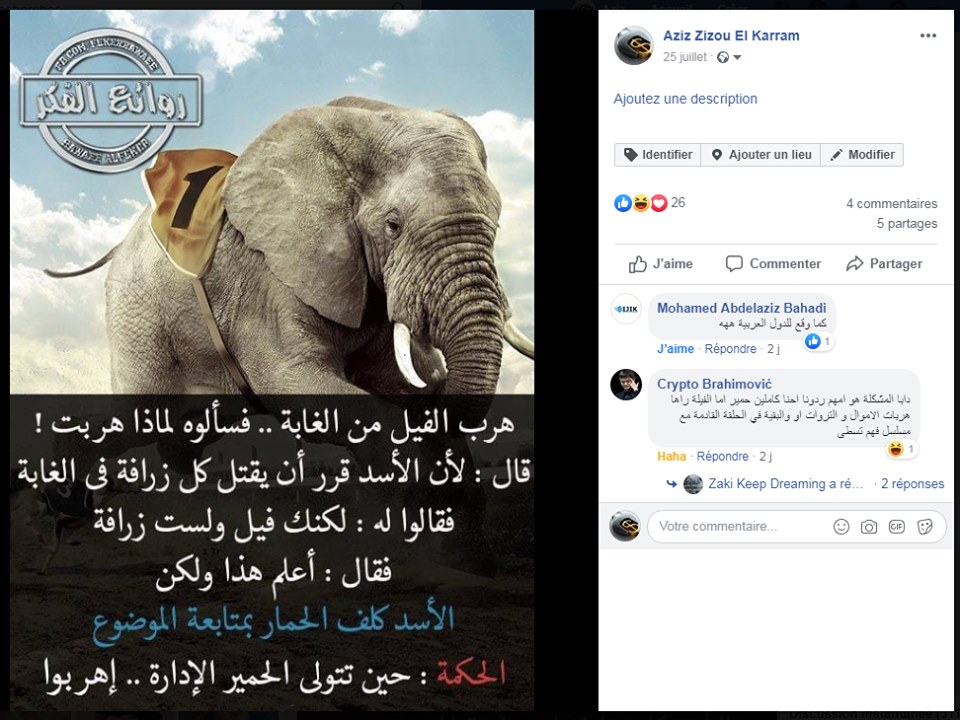 FB.COM/FEKERRAWAEE
روائع الفكر
RAWAEE ALFEKER
1
هرب الفيل من الغابة .. فسألوه لماذا هربت !
قال : لأن الأسد قرر أن يقتل كل زرافة فى الغابة
فقالوا له : لكنك فيل ولست زرافة
فقال : أعلم هذا ولكن
الأسد كلف الحمار بمتابعة الموضوع
الحكمة : حين تتولى الحمير الإدارة .. إهربوا
Aziz Zizou El Karram
25 juillet
Ajoutez une description
Identifier
Ajouter un lieu
Modifier
26
4 commentaires
5 partages
J'aime
Commenter
Partager
Mohamed Abdelaziz Bahadi
كما وقع للدول العربية ههه
1
J'aime · Répondre · 2 j
Crypto Brahimović
دابا المشكلة هو امهم ردونا احنا كاملين حمير اما الفيلة راها
هربات الاموال و التروات او والبقية في الحلقة القادمة مع
مسلسل فهم تسطى
1
Haha · Répondre · 2 j
Zaki Keep Dreaming a ré... · 2 réponses
Votre commentaire...
GIF